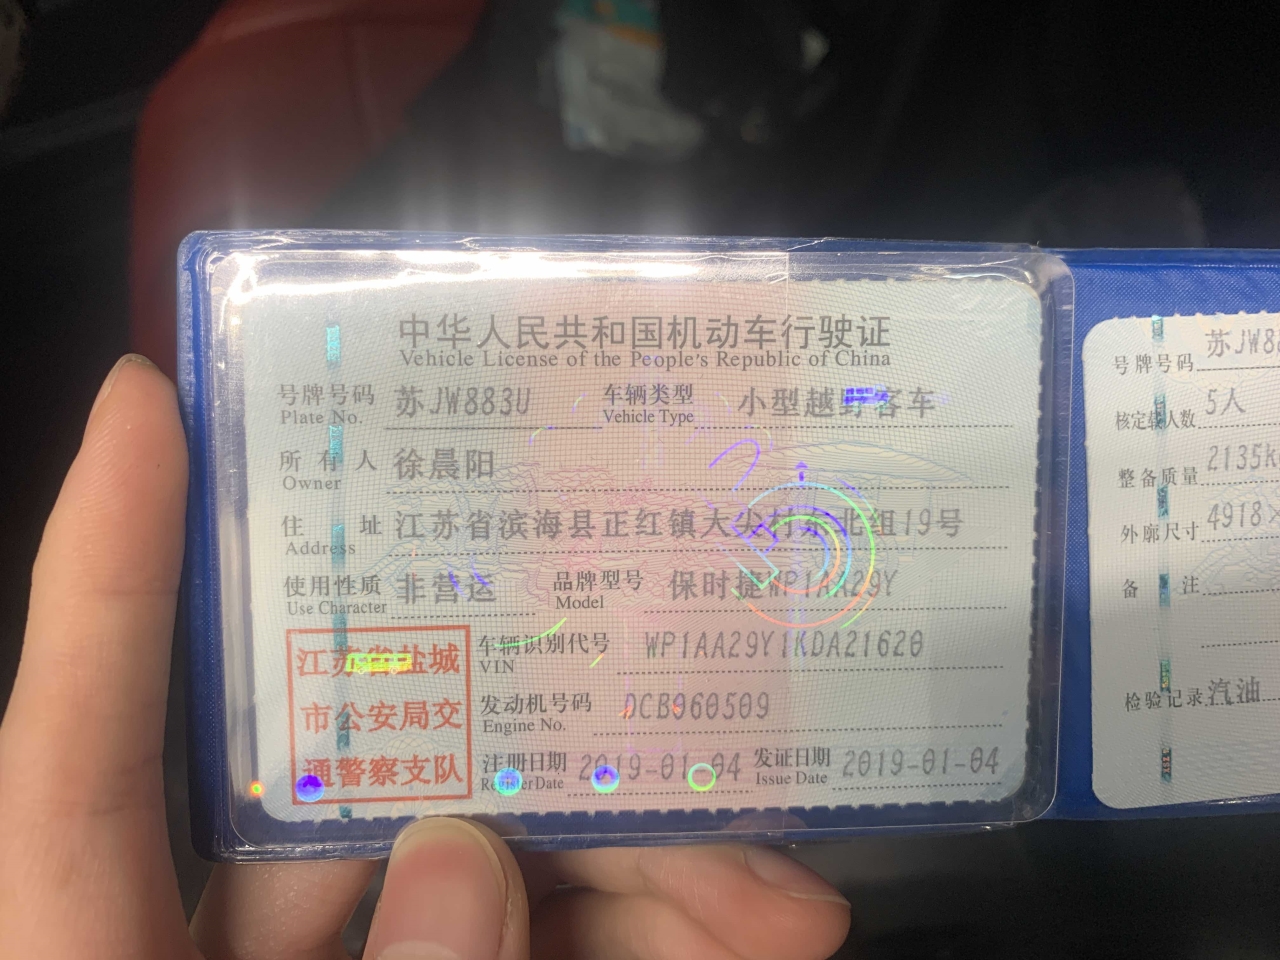 中华人民共和国机动车行驶证
Vehicle License of the People's Republic of China
号牌号码 苏JW883U 车辆类型 小型越野客车
Plate No. Vehicle Type
所有人 徐晨阳
Owner
住址 江苏省滨海县正红镇大尖村东北组19号
Address
使用性质 非营运 品牌型号 保时捷WP1AA29Y
Use Character Model
江苏省盐城
市公安局交
通警察支队
车辆识别代号 WP1AA29Y1KDA21620
VIN
发动机号码 DCB960509
Engine No.
注册日期 2019-01-04 发证日期 2019-01-04
Register Date Issue Date
号牌号码 苏JW88
核定载人数 5人
整备质量 2135k
外廓尺寸 4918×
备注
检验记录 汽油